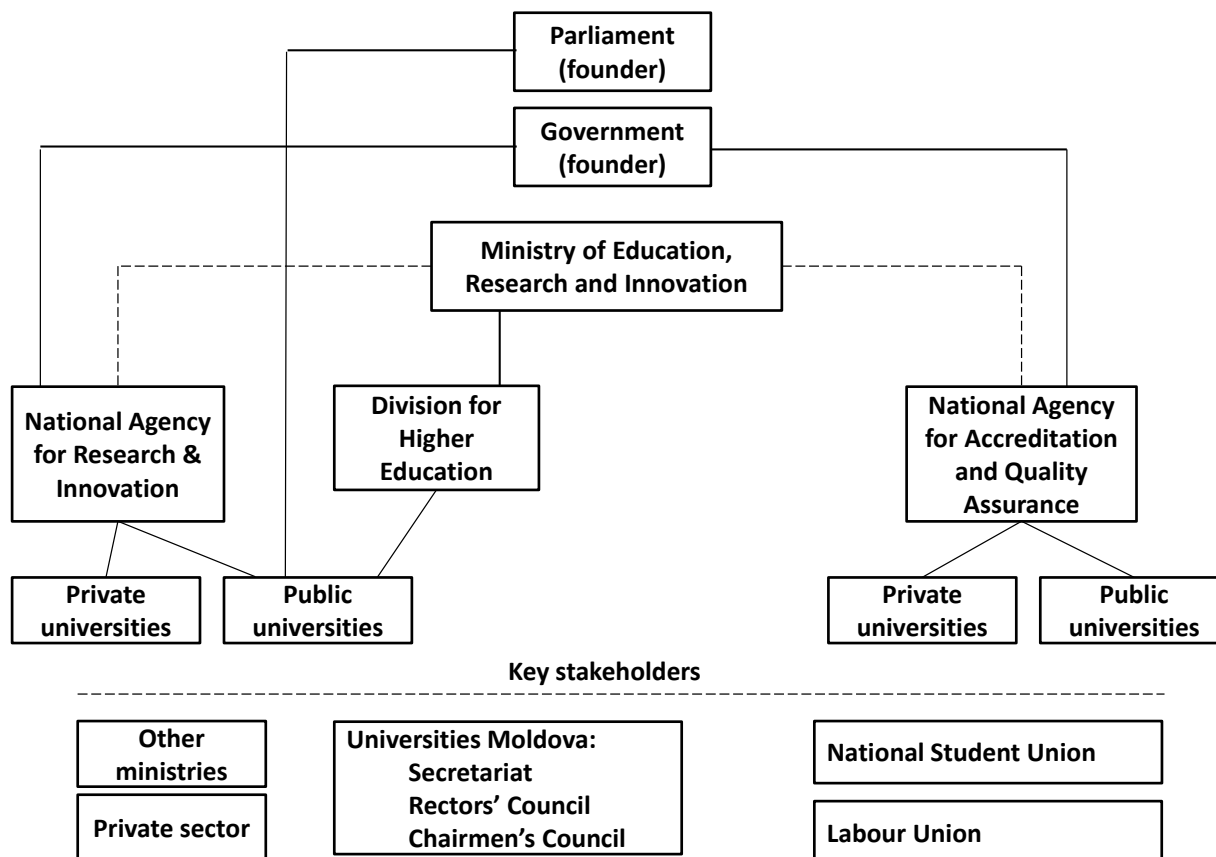 Parliament
(founder)
Government
(founder)
Ministry of Education,
Research and Innovation
National Agency
for Research &
Innovation
Division for
Higher
Education
National Agency
for Accreditation
and Quality
Assurance
Private
universities
Public
universities
Private
universities
Public
universities
Key stakeholders
Other
ministries
Private sector
Universities Moldova:
Secretariat
Rectors’ Council
Chairmen’s Council
National Student Union
Labour Union